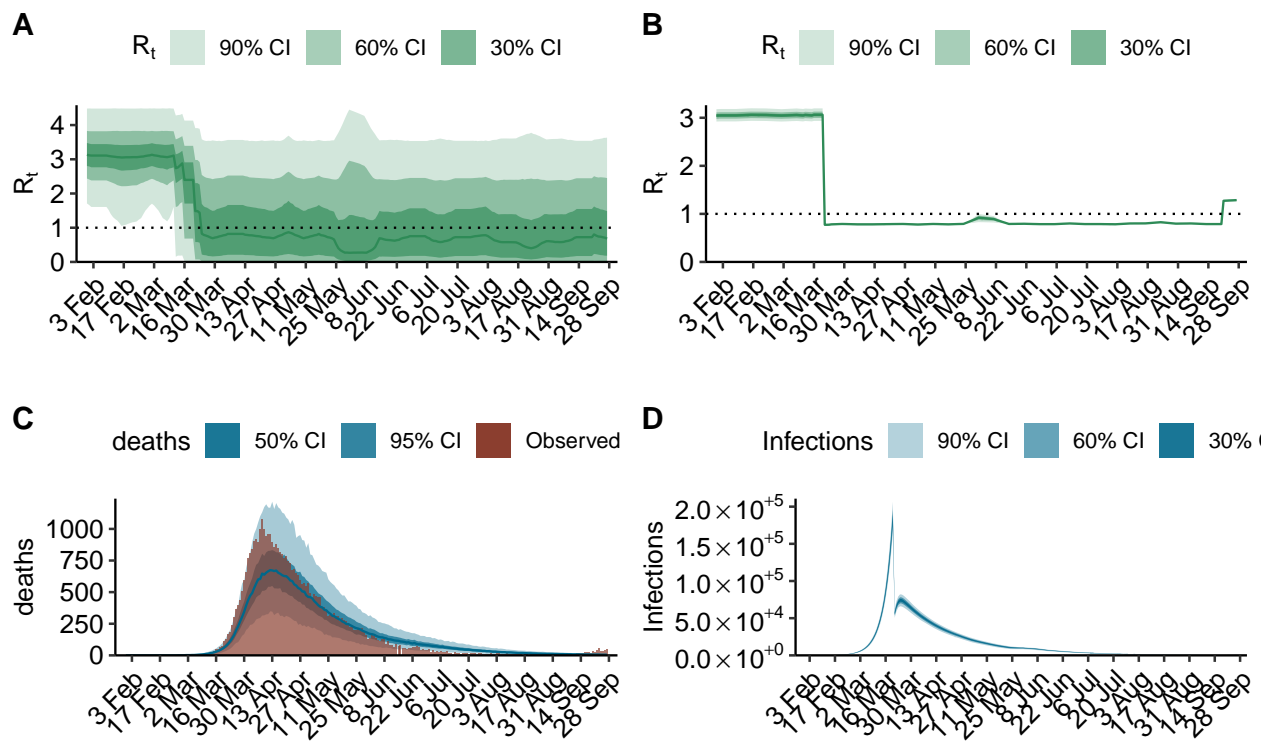 A
R_t 90% CI 60% CI 30% CI
R_t
4
3
2
1
0
3 Feb
17 Feb
2 Mar
16 Mar
30 Mar
13 Apr
27 Apr
11 May
25 May
8 Jun
22 Jun
6 Jul
20 Jul
3 Aug
17 Aug
31 Aug
14 Sep
28 Sep
B
R_t 90% CI 60% CI 30% CI
R_t
3
2
1
0
3 Feb
17 Feb
2 Mar
16 Mar
30 Mar
13 Apr
27 Apr
11 May
25 May
8 Jun
22 Jun
6 Jul
20 Jul
3 Aug
17 Aug
31 Aug
14 Sep
28 Sep
C
deaths 50% CI 95% CI Observed
deaths
1000
750
500
250
0
3 Feb
17 Feb
2 Mar
16 Mar
30 Mar
13 Apr
27 Apr
11 May
25 May
8 Jun
22 Jun
6 Jul
20 Jul
3 Aug
17 Aug
31 Aug
14 Sep
28 Sep
D
Infections 90% CI 60% CI 30%
Infections
2.0×10^+5
1.5×10^+5
1.0×10^+5
5.0×10^+4
0.0×10^+0
3 Feb
17 Feb
2 Mar
16 Mar
30 Mar
13 Apr
27 Apr
11 May
25 May
8 Jun
22 Jun
6 Jul
20 Jul
3 Aug
17 Aug
31 Aug
14 Sep
28 Sep